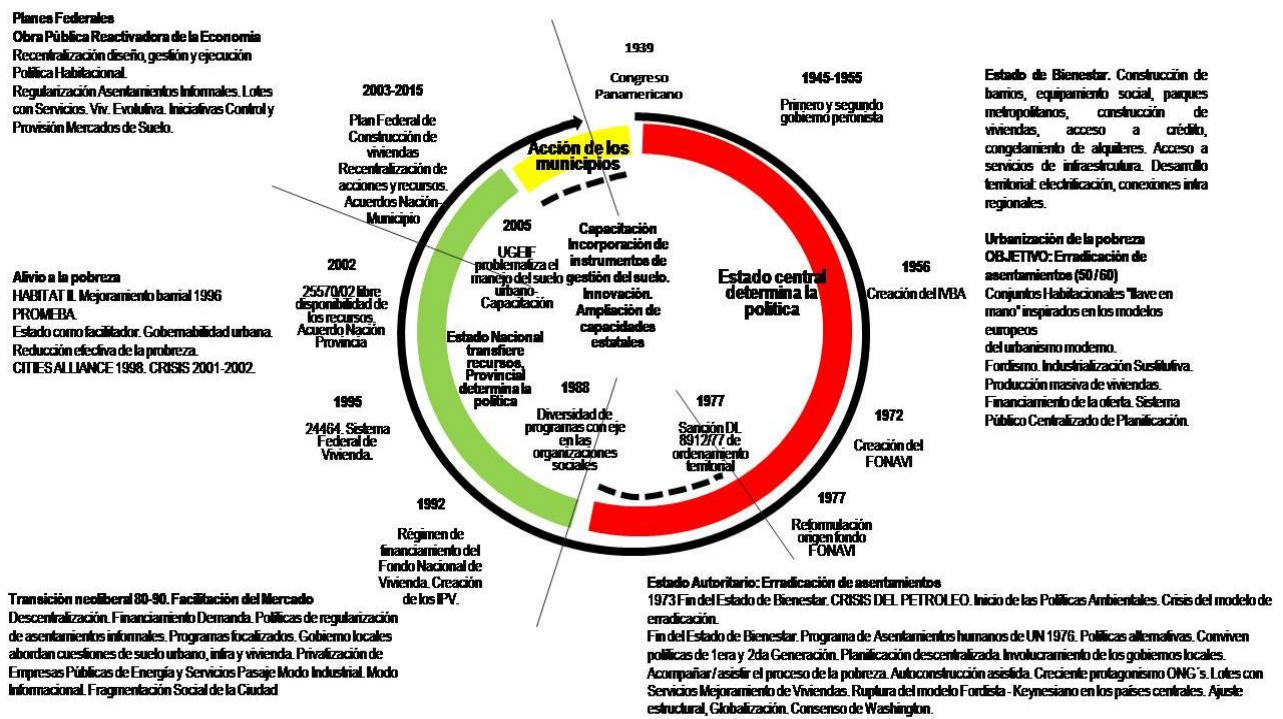 Planes Federales
Obra Pública Reactivadora de la Economia
Recentralización diseño, gestión y ejecución
Política Habitacional.
Regularización Asentamientos Informales. Lotes
con Servicios. Viv. Evolutiva. Iniciativas Control y
Provisión Mercados de Suelo.
2003-2015
Plan Federal de
Construcción de
viviendas
Recentralización de
acciones y recursos.
Acuerdos Nación-
Municipio
1939
Congreso
Panamericano
1945-1955
Primero y segundo
gobierno peronista
Estado de Bienestar. Construcción de
barrios, equipamiento social, parques
metropolitanos, construcción de
viviendas, acceso a crédito,
congelamiento de alquileres. Acceso a
servicios de infraestrcutura. Desarrollo
territorial: electrificación, conexiones intra
regionales.
Acción de los
municipios
2005
UGEIF
problematiza el
manejo del suelo
urbano-
Capacitación
Capacitación
Incorporación de
instrumentos de
gestión del suelo.
Innovación.
Ampliación de
capacidades
estatales
Estado central
determina la
política
1956
Creación del IVBA
Urbanización de la pobreza
OBJETIVO: Erradicación de
asentamientos (50/60)
Conjuntos Habitacionales "llave en
mano" inspirados en los modelos
europeos
del urbanismo moderno.
Fordismo. Industrialización Sustitutiva.
Producción masiva de viviendas.
Financiamiento de la oferta. Sistema
Público Centralizado de Planificación.
Alivio a la pobreza
HABITAT II. Mejoramiento barrial 1996
PROMEBA.
Estado como facilitador. Gobernabilidad urbana.
Reducción efectiva de la probreza.
CITIES ALLIANCE 1998. CRISIS 2001-2002.
2002
25570/02 libre
disponibilidad de
los recursos.
Acuerdo Nación
Provincia
Estado Nacional
transfiere
recursos,
Provincial
determina la
política
1988
Diversidad de
programas con eje
en las
organizaciones
sociales
1977
Sanción DL
8912/77 de
ordenamiento
territorial
1972
Creación del
FONAVI
1995
24464. Sistema
Federal de
Vivienda.
1977
Reformulación
origen fondo
FONAVI
1992
Régimen de
financiamiento del
Fondo Nacional de
Vivienda. Creación
de los IPV.
Transición neoliberal 80-90. Facilitación del Mercado
Descentralización. Financiamiento Demanda. Políticas de regularización
de asentamientos informales. Programas focalizados. Gobierno locales
abordan cuestiones de suelo urbano, infra y vivienda. Privatización de
Empresas Públicas de Energía y Servicios Pasaje Modo Industrial. Modo
Informacional. Fragmentación Social de la Ciudad
Estado Autoritario: Erradicación de asentamientos
1973 Fin del Estado de Bienestar. CRISIS DEL PETROLEO. Inicio de las Políticas Ambientales. Crisis del modelo de
erradicación.
Fin del Estado de Bienestar. Programa de Asentamientos humanos de UN 1976. Políticas alternativas. Conviven
políticas de 1era y 2da Generación. Planificación descentralizada. Involucramiento de los gobiernos locales.
Acompañar/ asistir el proceso de la pobreza. Autoconstrucción asistida. Creciente protagonismo ONG´s. Lotes con
Servicios Mejoramiento de Viviendas. Ruptura del modelo Fordista - Keynesiano en los países centrales. Ajuste
estructural, Globalización. Consenso de Washington.